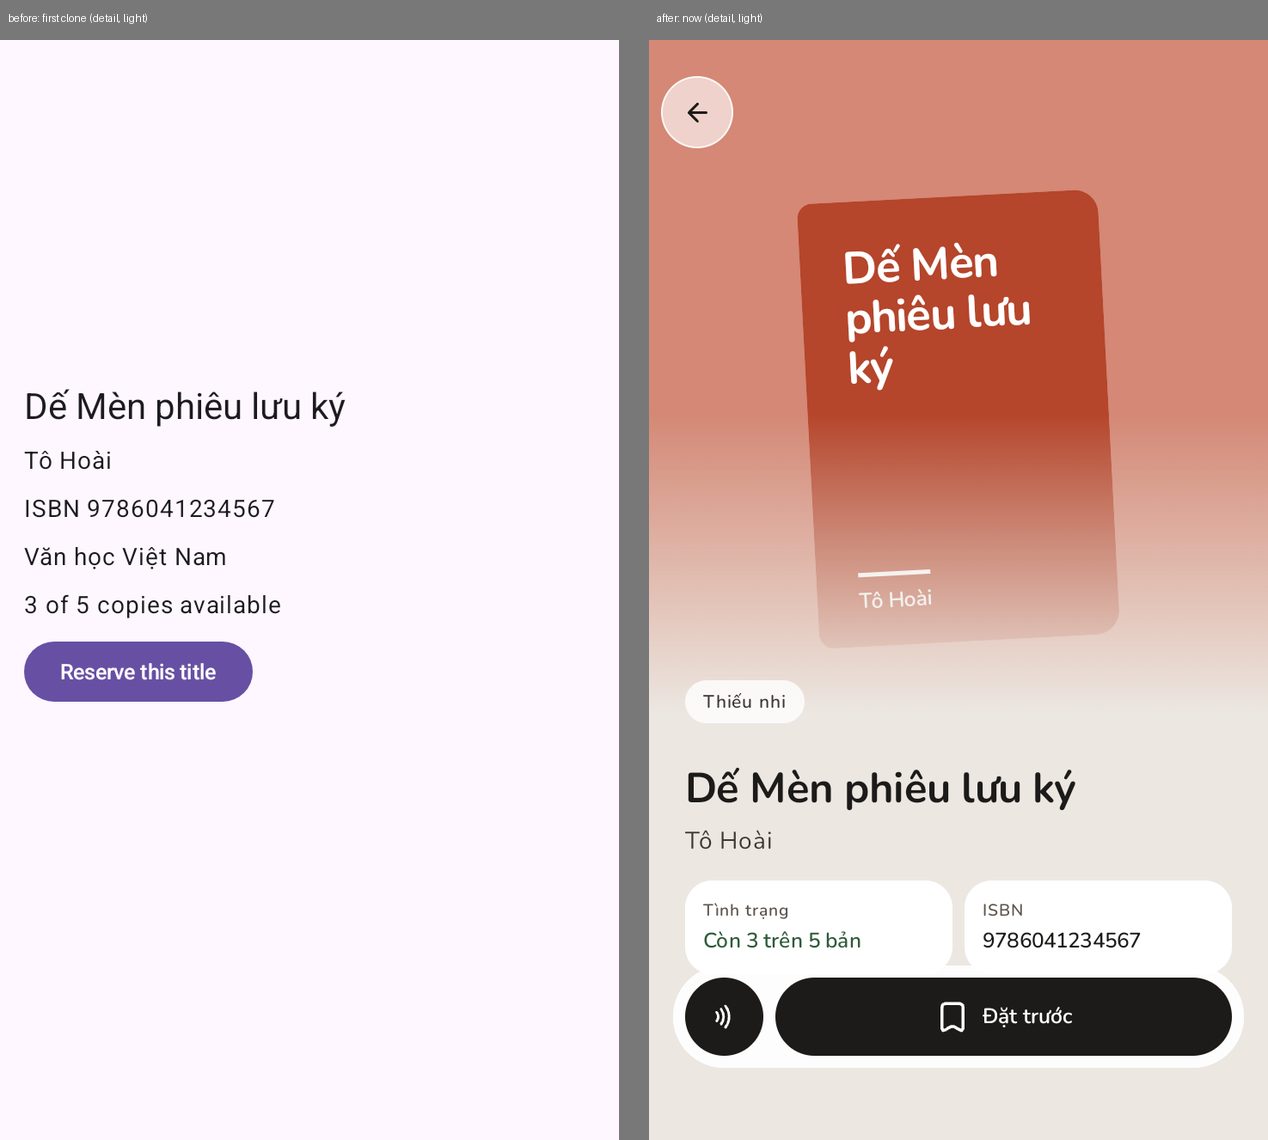 before: first clone (detail, light)
Dế Mèn phiêu lưu ký
Tô Hoài
ISBN 9786041234567
Văn học Việt Nam
3 of 5 copies available
Reserve this title
after: now (detail, light)
Dế Mèn
phiêu lưu
ký
Tô Hoài
Thiếu nhi
Dế Mèn phiêu lưu ký
Tô Hoài
Tình trạng
Còn 3 trên 5 bản
ISBN
9786041234567
Đặt trước